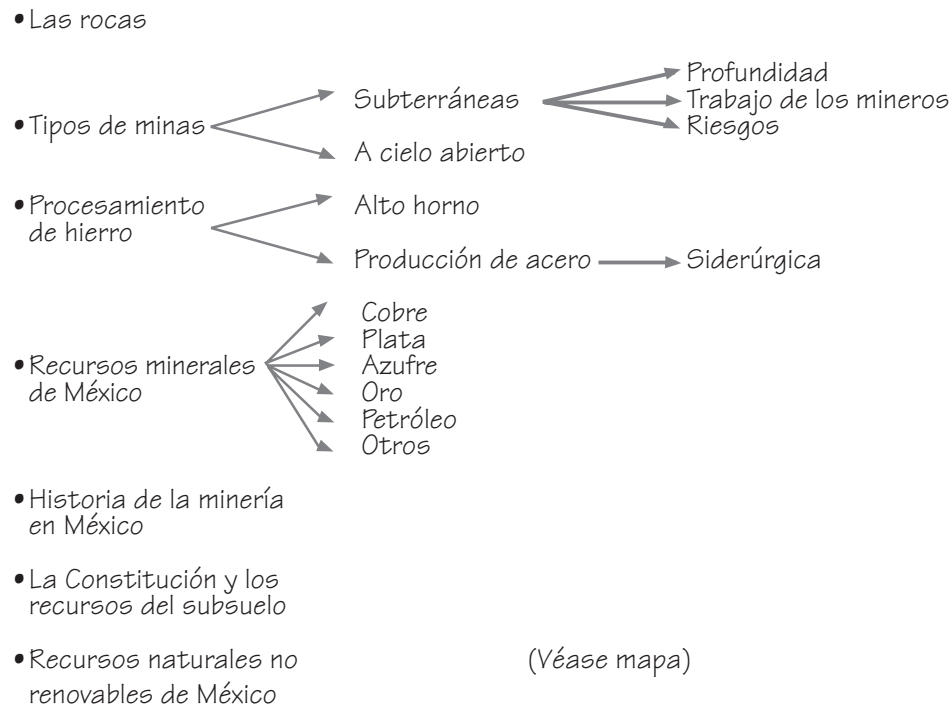 • Las rocas
Profundidad
Subterráneas
Trabajo de los mineros
• Tipos de minas
Riesgos
A cielo abierto
• Procesamiento
de hierro
Alto horno
Producción de acero
Siderúrgica
• Recursos minerales
de México
Cobre
Plata
Azufre
Oro
Petróleo
Otros
• Historia de la minería
en México
• La Constitución y los
recursos del subsuelo
• Recursos naturales no
renovables de México
(Véase mapa)